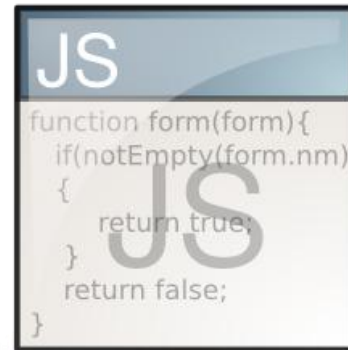 JS
function form(form){
if(notEmpty(form.nm)
{
JS
return true;
}
return false;
}